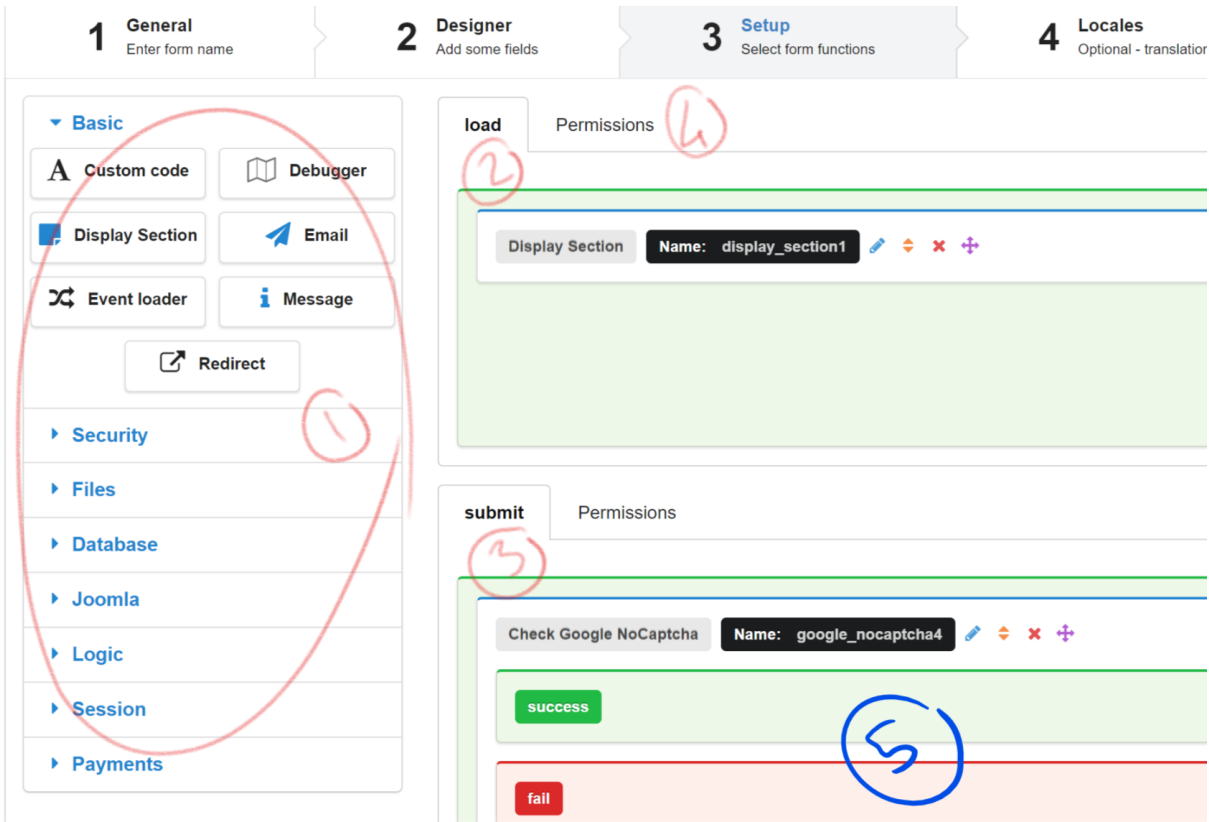 1 General 2 Designer 3 Setup 4 Locales
Enter form name Add some fields Select form functions Optional - translation
Basic
A Custom code Debugger
Display Section Email
Event loader i Message
Redirect
Security
Files
Database
Joomla
Logic
Session
Payments
1
load Permissions 4
2
Display Section Name: display_section1
submit Permissions
3
Check Google NoCaptcha Name: google_nocaptcha4
success
5
fail